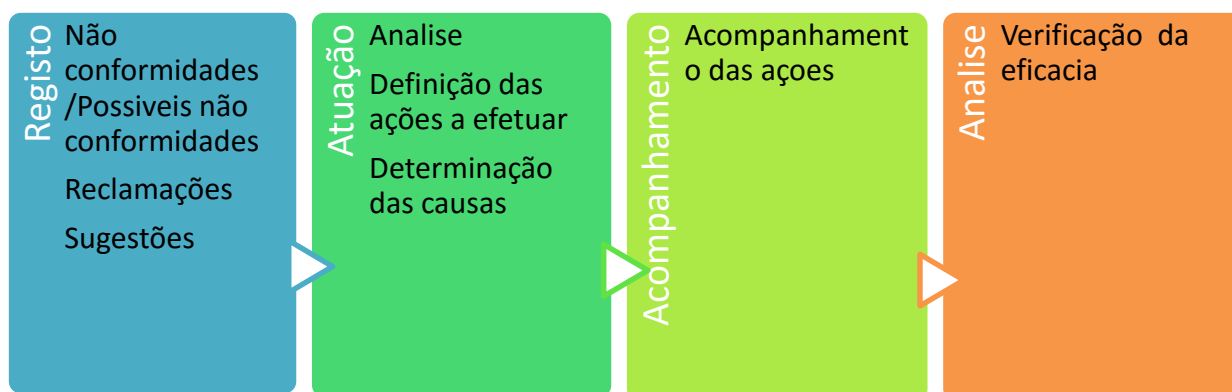 Registo
Não
conformidades
/Possiveis não
conformidades
Reclamações
Sugestões
Atuação
Analise
Definição das
ações a efetuar
Determinação
das causas
Acompanhamento
Acompanhament
o das açoes
Analise
Verificação da
eficacia